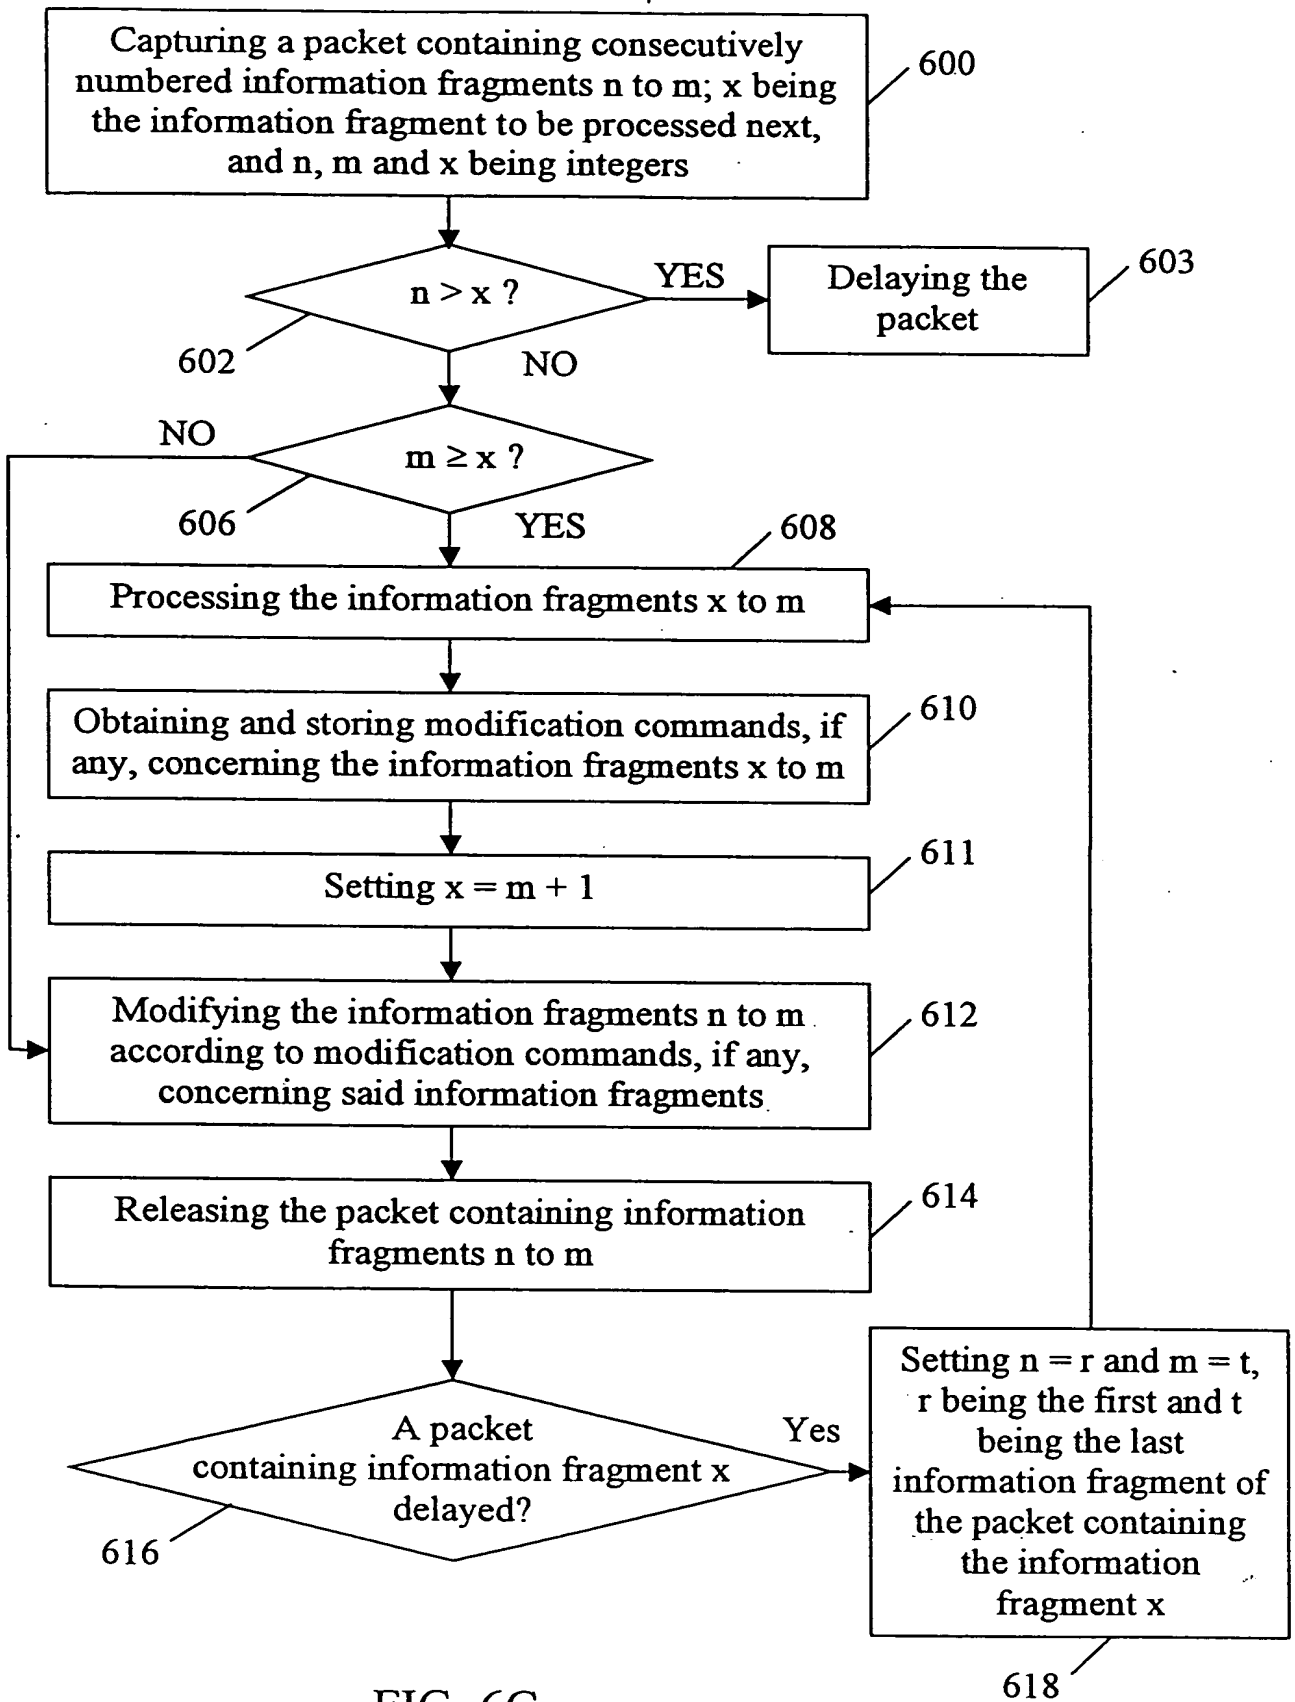 Capturing a packet containing consecutively
numbered information fragments n to m; x being
the information fragment to be processed next,
and n, m and x being integers
600
n > x ?
YES
602
NO
Delaying the
packet
603
NO
m ≥ x ?
606
YES
608
Processing the information fragments x to m
Obtaining and storing modification commands, if
any, concerning the information fragments x to m
610
Setting x = m + 1
611
Modifying the information fragments n to m
according to modification commands, if any,
concerning said information fragments
612
Releasing the packet containing information
fragments n to m
614
A packet
containing information fragment x
delayed?
Yes
616
Setting n = r and m = t,
r being the first and t
being the last
information fragment of
the packet containing
the information
fragment x
618
FIG. 6C